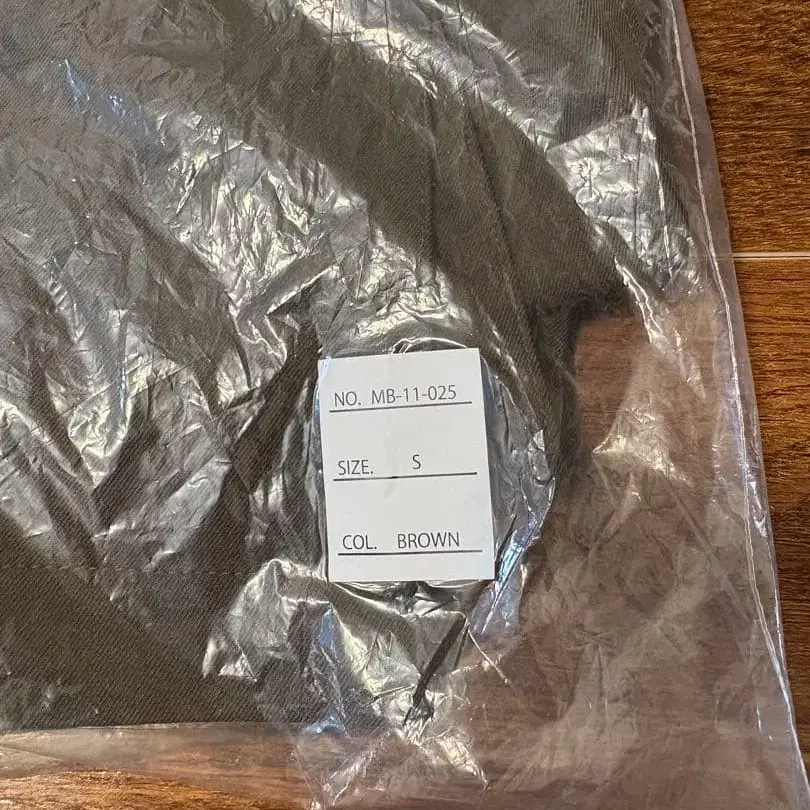 NO. MB-11-025
SIZE. S
COL. BROWN